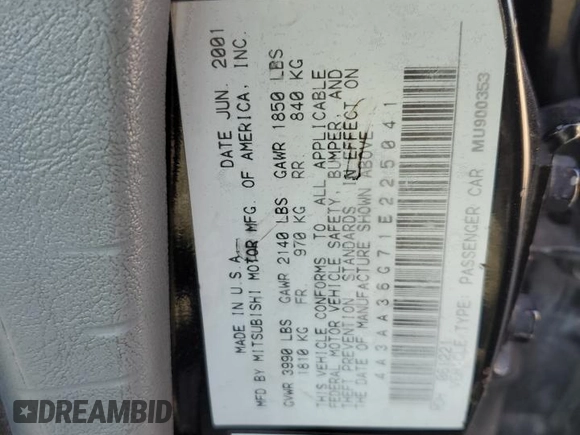 MADE IN U.S.A. DATE JUN. 2001
MFD BY MITSUBISHI MOTOR MFG. OF AMERICA, INC.
GVWR 3990 LBS GAWR 2140 LBS GAWR 1850 LBS
1810 KG FR. 970 KG RR. 840 KG
THIS VEHICLE CONFORMS TO ALL APPLICABLE
FEDERAL MOTOR VEHICLE SAFETY, BUMPER, AND
THEFT PREVENTION STANDARDS IN EFFECT ON
THE DATE OF MANUFACTURE SHOWN ABOVE
4A3AA36G71E225041
TYPE: PASSENGER CAR MU900353
DREAMBID